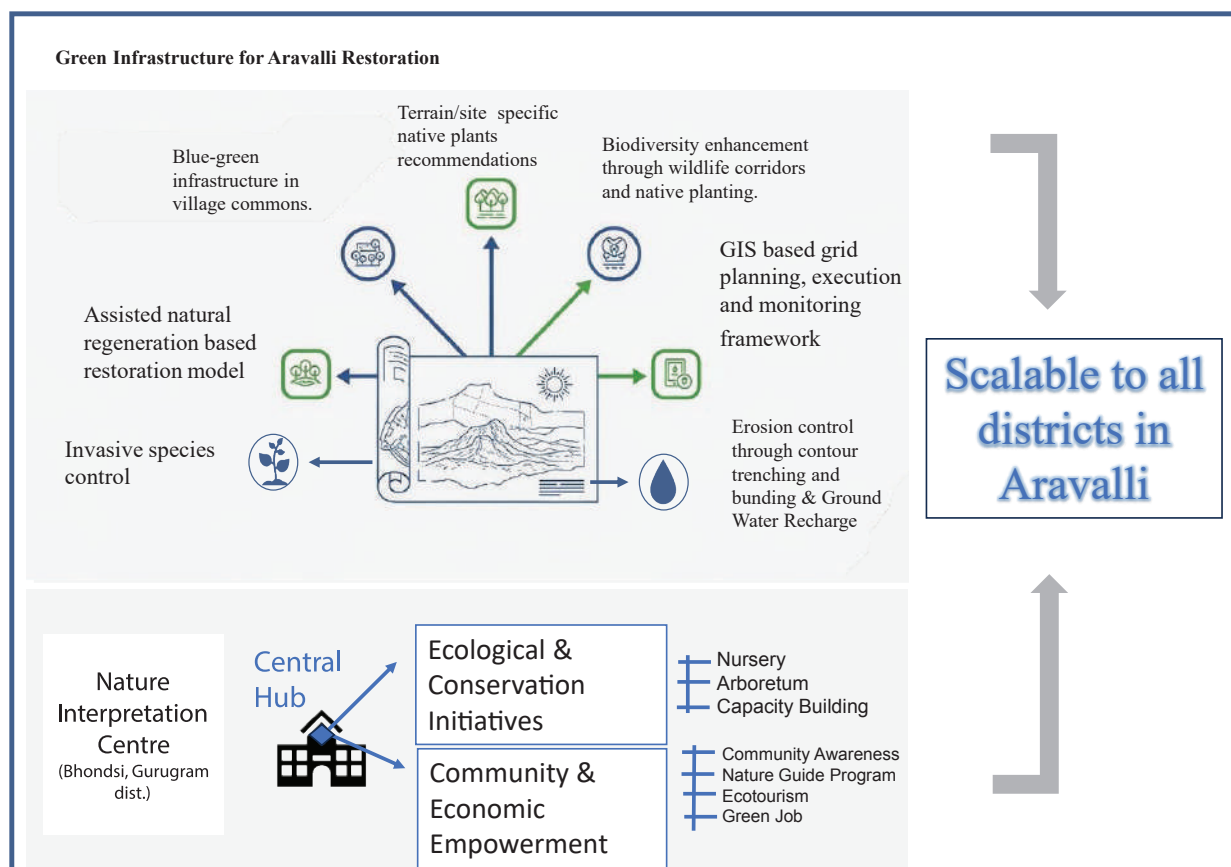 Green Infrastructure for Aravalli Restoration
Terrain/site specific
native plants
recommendations
Blue-green
infrastructure in
village commons.
Biodiversity enhancement
through wildlife corridors
and native planting.
GIS based grid
planning, execution
and monitoring
framework
Assisted natural
regeneration based
restoration model
Invasive species
control
Erosion control
through contour
trenching and
bunding & Ground
Water Recharge
Scalable to all
districts in
Aravalli
Nature
Interpretation
Centre
(Bhondsi, Gurugram
dist.)
Central
Hub
Ecological &
Conservation
Initiatives
Nursery
Arboretum
Capacity Building
Community &
Economic
Empowerment
Community Awareness
Nature Guide Program
Ecotourism
Green Job